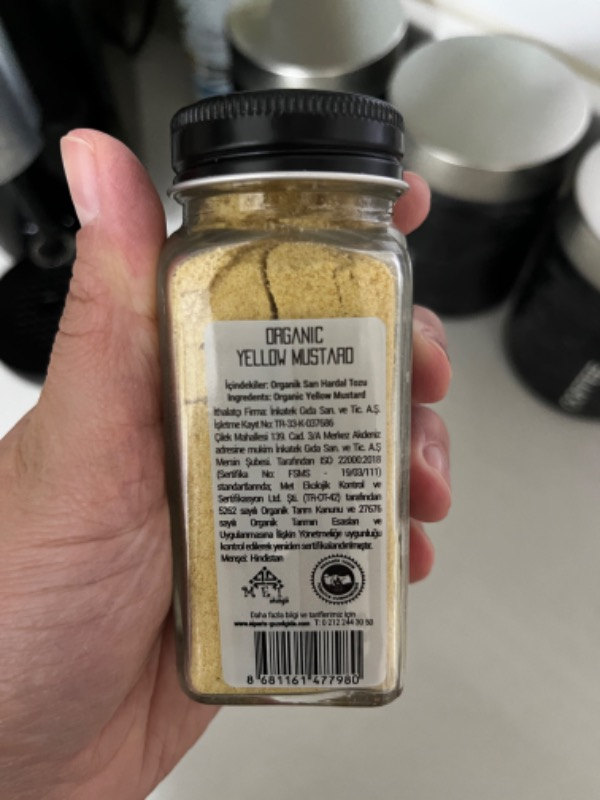 ORGANIC
YELLOW MUSTARD
İçindekiler: Organik Sarı Hardal Tozu
Ingredents: Organic Yellow Mustard
İthalatçı Firma: İnkatek Gıda San. ve Tic. A.Ş.
İşletme Kayıt No: TR-33-K-037686
Çilek Mahallesi 139. Cad. 3/A Merkez Akdeniz
adresine mukim İnkatek Gıda San. ve Tic. A.Ş
Mersin Şubesi. Tarafından ISO 22000:2018
(Sertifika No: FSMS - 19/03/111)
standartlarında; Met Ekolojik Kontrol ve
Sertifikasyon Ltd. Şti. (TR-OT-42) tarafından
5262 sayılı Organik Tarım Kanunu ve 27676
sayılı Organik Tarımın Esasları ve
Uygulanmasına İlişkin Yönetmeliğe uygunluğu
kontrol edilerek yeniden sertifikalandırılmıştır.
Menşei: Hindistan
MET
Daha fazla bilgi ve tariflerimiz için
T: 0 212 244 30 50
8 681161 477980